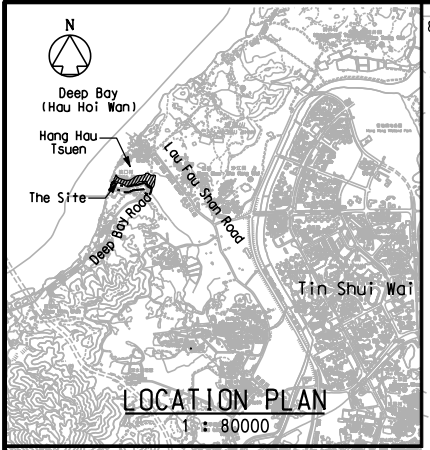 N
Deep Bay
(Hau Hoi Wan)
Hang Hau
Tsuen
The Site
Deep Bay Road
Lau Fau Shan Road
Tin Shui Wai
LOCATION PLAN
1 : 80000